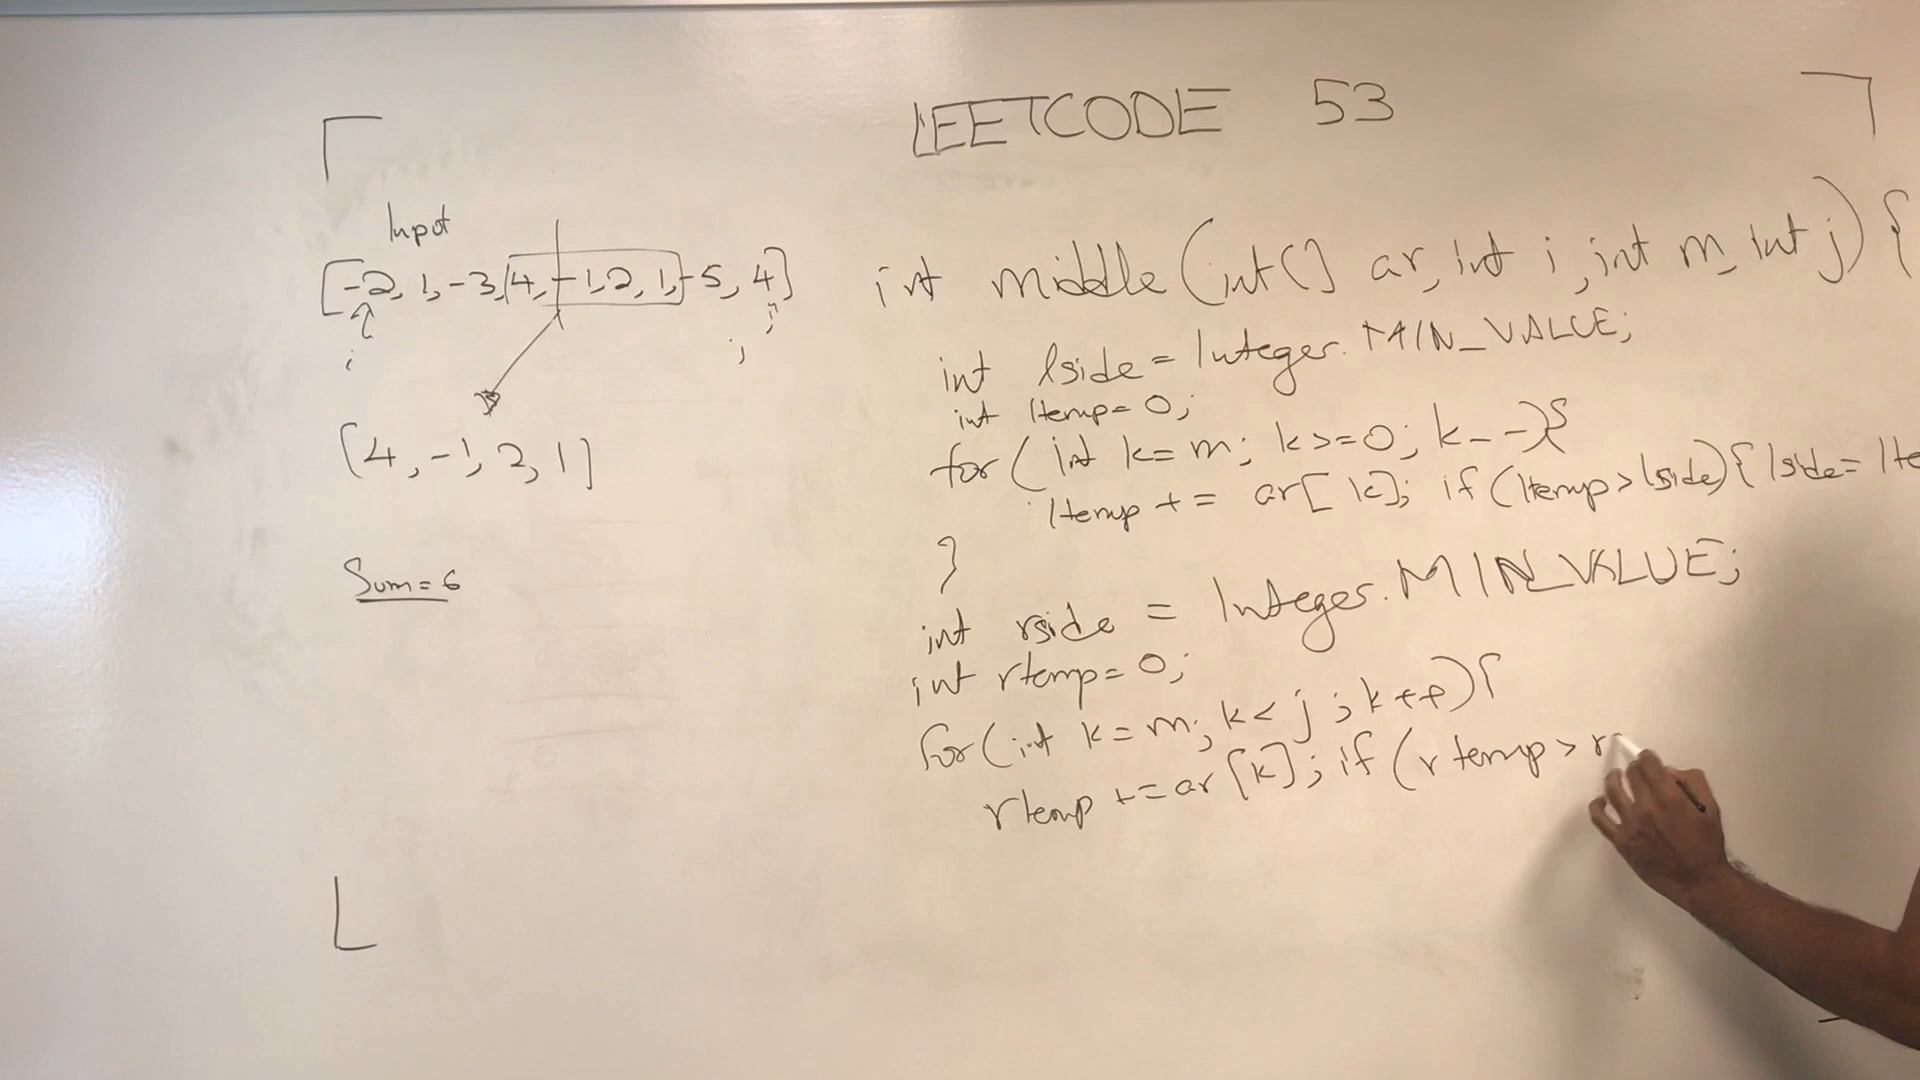 LEETCODE 53
Input
[-2, 1, -3, 4, -1, 2, 1, -5, 4]
i
j
[4, -1, 2, 1]
Sum = 6
int middle (int[] ar, int i, int m, int j) {
int lside = Integer.MIN_VALUE;
int ltemp = 0;
for (int k = m; k >= 0; k--) {
ltemp += ar[k]; if (ltemp > lside) { lside = lte
}
int rside = Integer.MIN_VALUE;
int rtemp = 0;
for (int k = m; k < j; k++) {
rtemp += ar[k]; if (rtemp > r